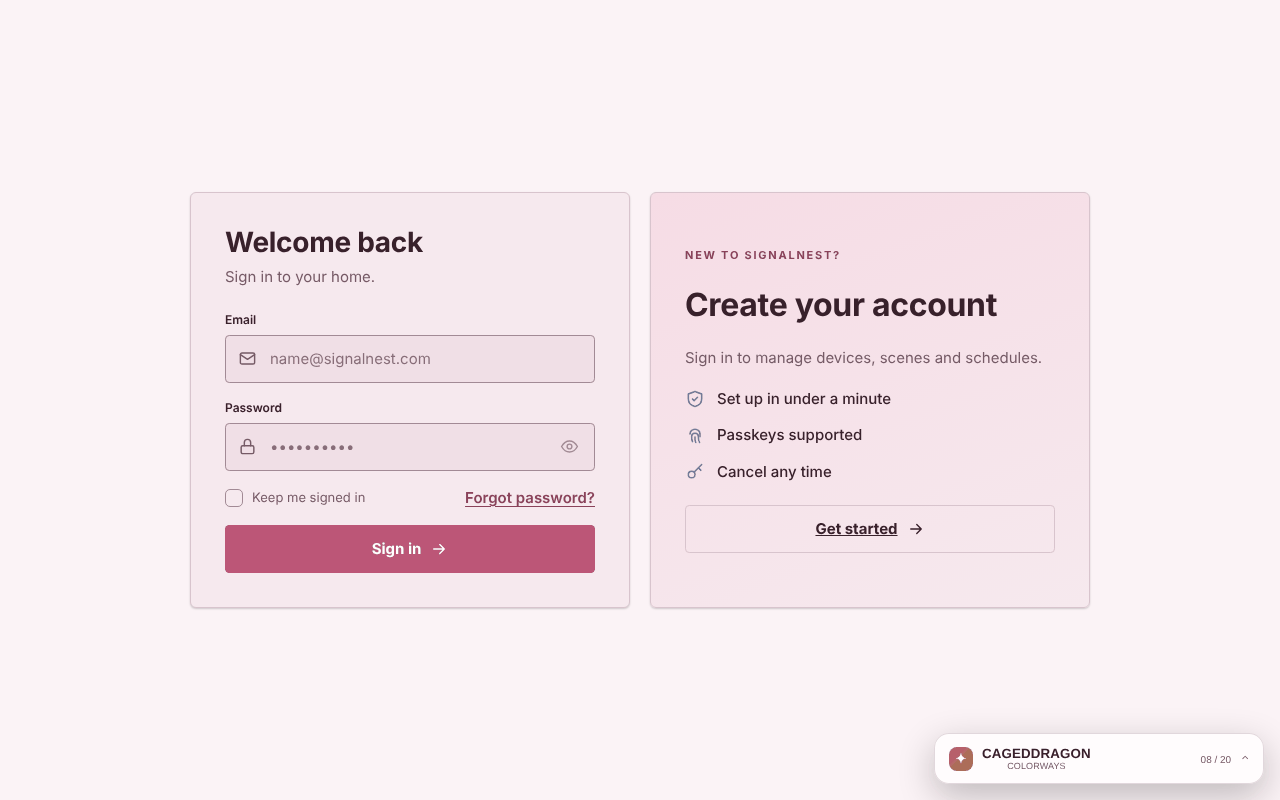 Welcome back
Sign in to your home.
Email
name@signalnest.com
Password
••••••••••
Keep me signed in
Forgot password?
Sign in
NEW TO SIGNALNEST?
Create your account
Sign in to manage devices, scenes and schedules.
Set up in under a minute
Passkeys supported
Cancel any time
Get started
CAGEDDRAGON
COLORWAYS
08 / 20